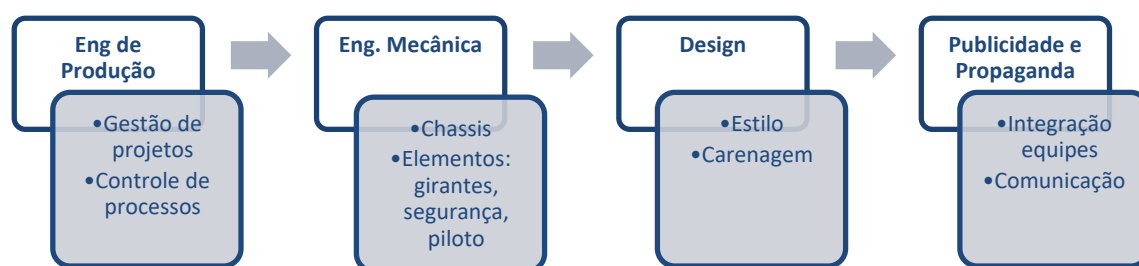 Eng de
Produção
•Gestão de
projetos
•Controle de
processos
Eng. Mecânica
•Chassis
•Elementos:
girantes,
segurança,
piloto
Design
•Estilo
•Carenagem
Publicidade e
Propaganda
•Integração
equipes
•Comunicação